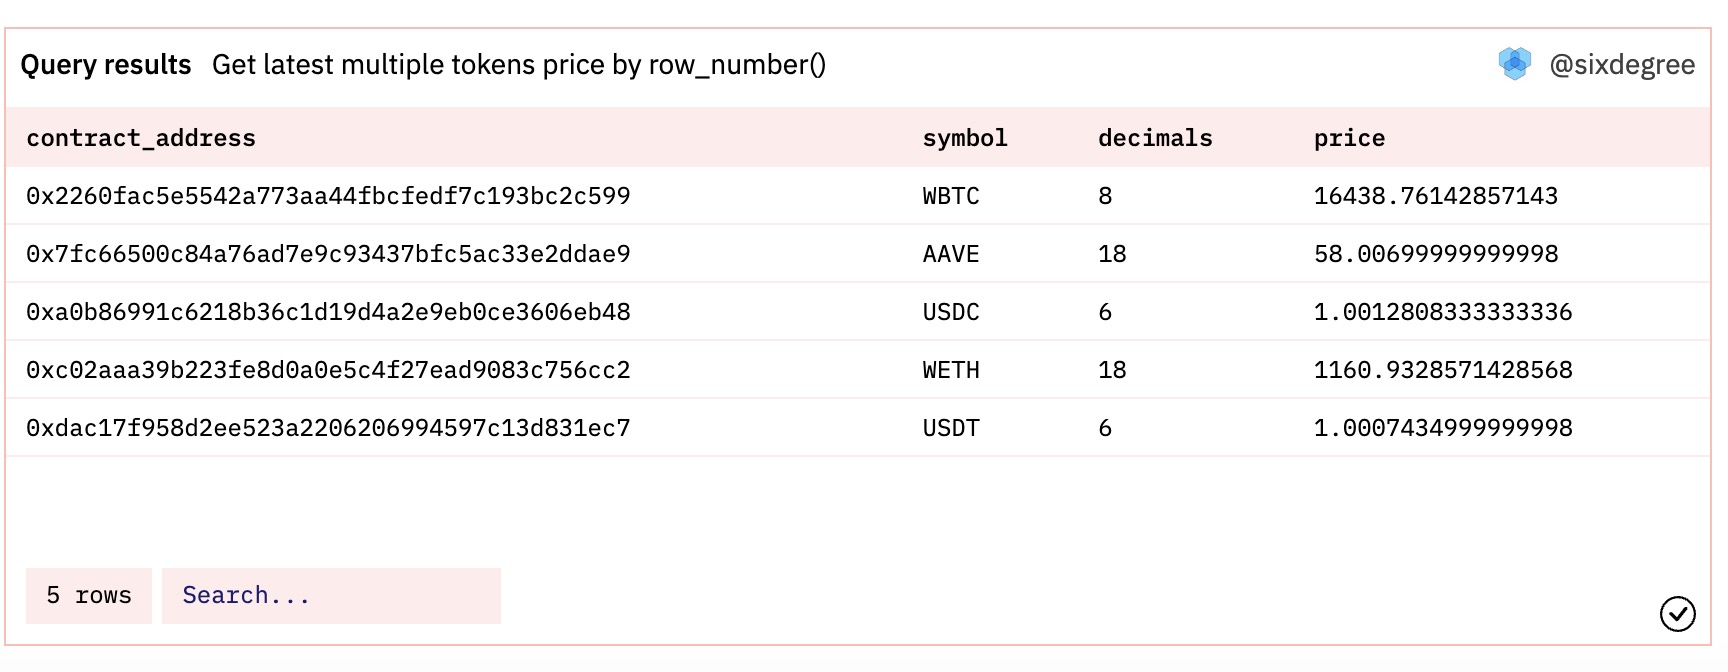 Query results Get latest multiple tokens price by row_number() @sixdegree
contract_address symbol decimals price
0x2260fac5e5542a773aa44fbcfedf7c193bc2c599 WBTC 8 16438.76142857143
0x7fc66500c84a76ad7e9c93437bfc5ac33e2ddae9 AAVE 18 58.00699999999998
0xa0b86991c6218b36c1d19d4a2e9eb0ce3606eb48 USDC 6 1.0012808333333336
0xc02aaa39b223fe8d0a0e5c4f27ead9083c756cc2 WETH 18 1160.9328571428568
0xdac17f958d2ee523a2206206994597c13d831ec7 USDT 6 1.0007434999999998
5 rows Search...